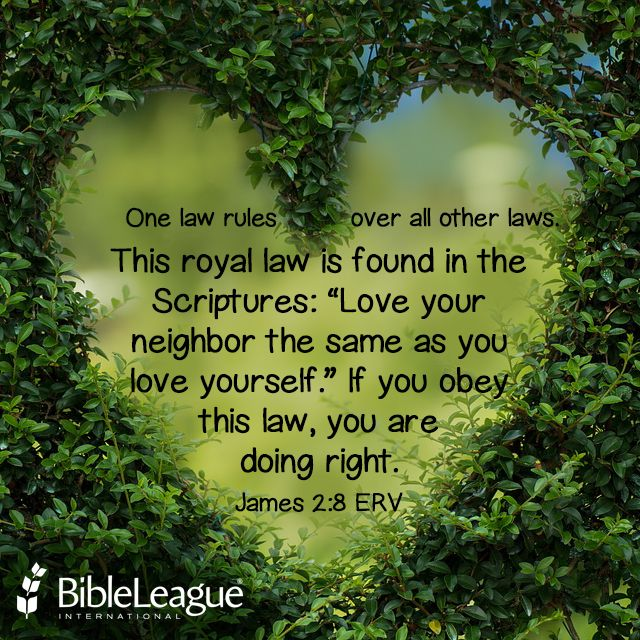 One law rules over all other laws.
This royal law is found in the
Scriptures: “Love your
neighbor the same as you
love yourself.” If you obey
this law, you are
doing right.
James 2:8 ERV
BibleLeague®
INTERNATIONAL